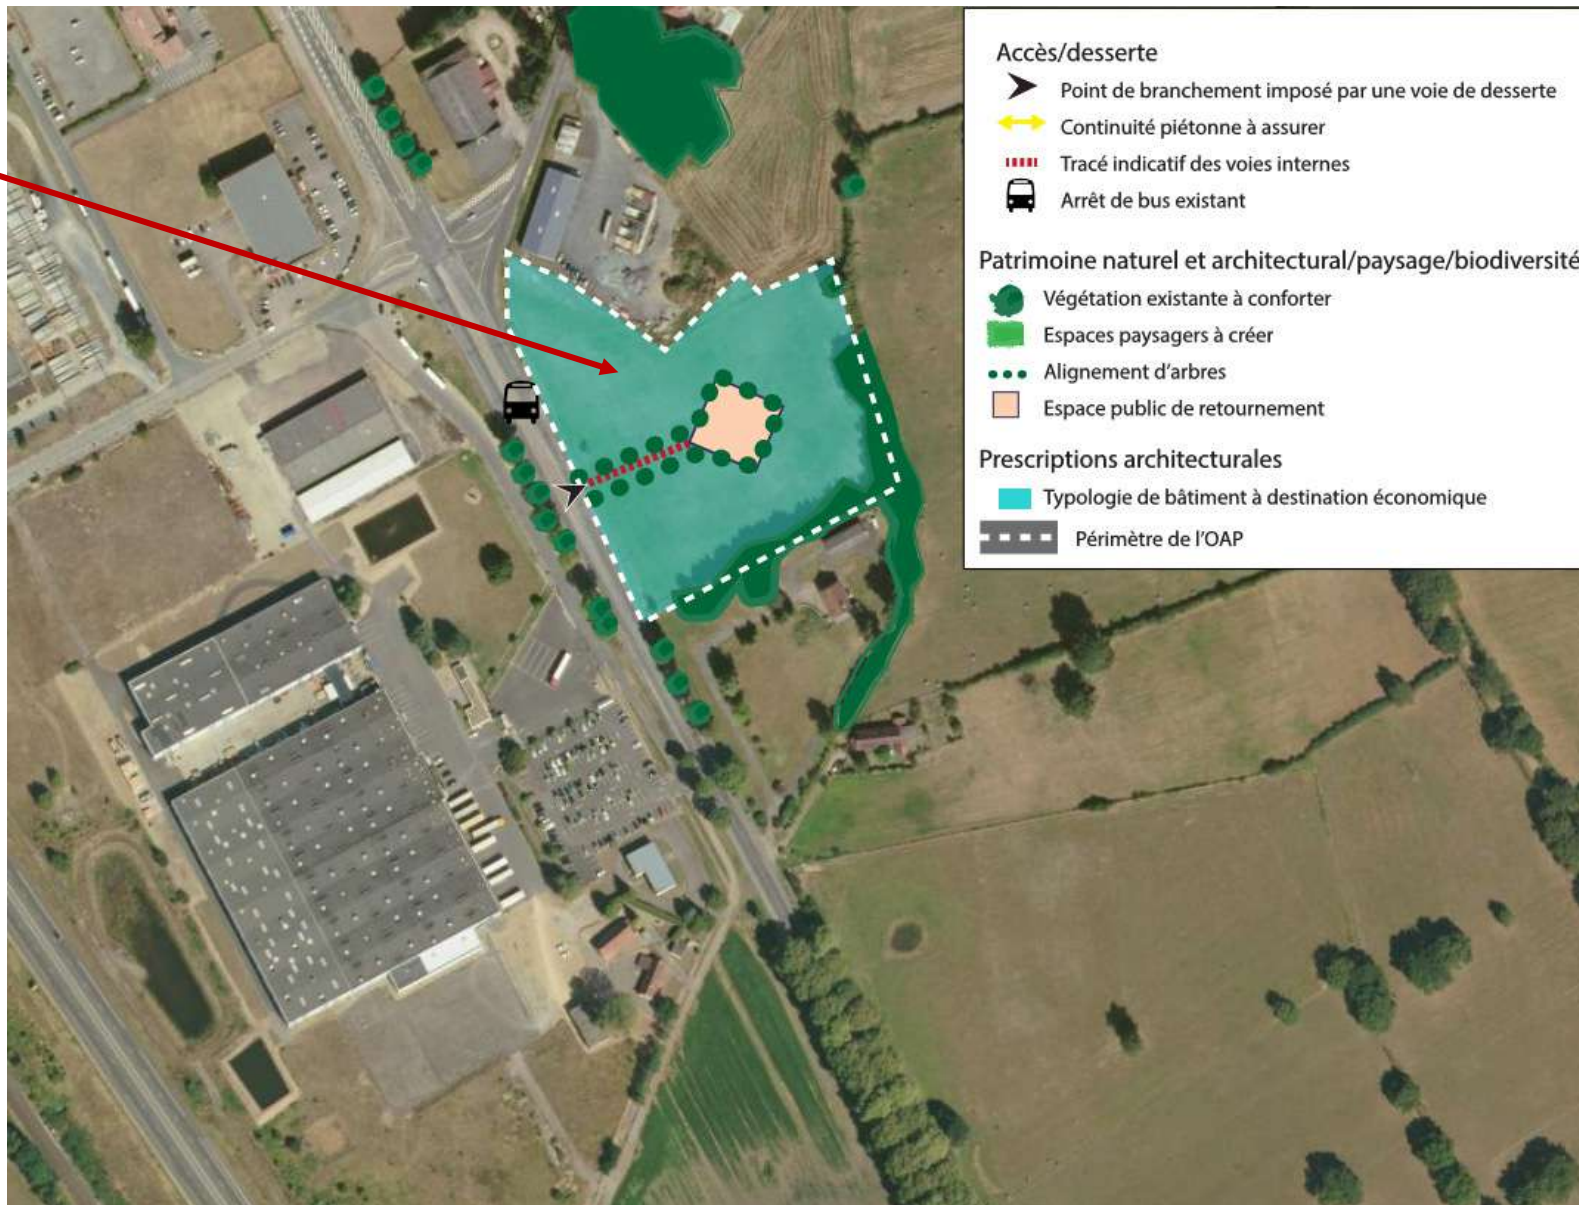 Accès/desserte
Point de branchement imposé par une voie de desserte
Continuité piétonne à assurer
Tracé indicatif des voies internes
Arrêt de bus existant
Patrimoine naturel et architectural/paysage/biodiversité
Végétation existante à conforter
Espaces paysagers à créer
Alignement d'arbres
Espace public de retournement
Prescriptions architecturales
Typologie de bâtiment à destination économique
Périmètre de l'OAP